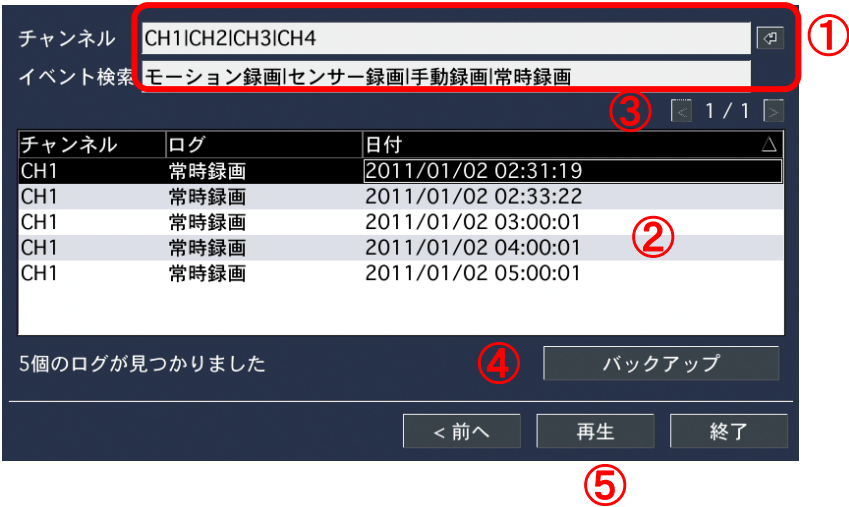 チャンネル CH1|CH2|CH3|CH4 ①
イベント検索 モーション録画|センサー録画|手動録画|常時録画
③ < 1 / 1 >
チャンネル ログ 日付 △
CH1 常時録画 2011/01/02 02:31:19
CH1 常時録画 2011/01/02 02:33:22
CH1 常時録画 2011/01/02 03:00:01
CH1 常時録画 2011/01/02 04:00:01
CH1 常時録画 2011/01/02 05:00:01
②
5個のログが見つかりました ④ バックアップ
< 前へ 再生 終了
⑤